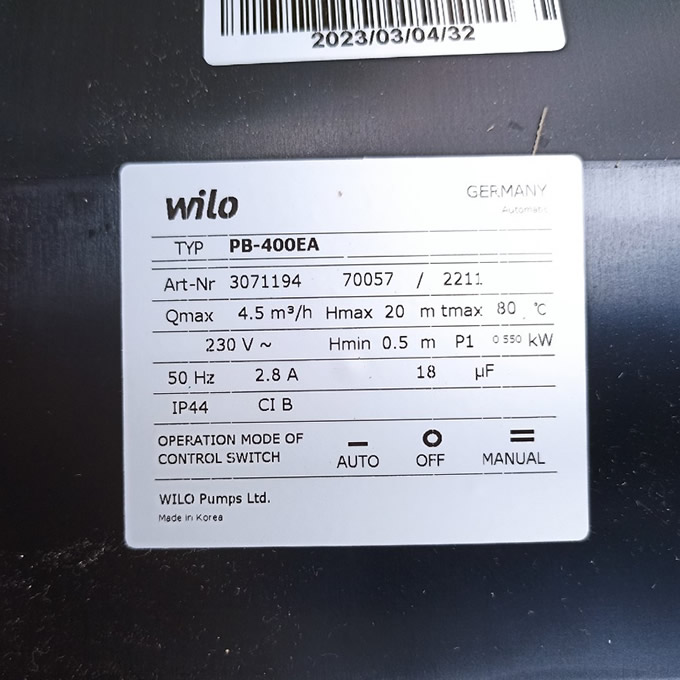 2023/03/04/32
wilo
GERMANY
Automatic
TYP PB-400EA
Art-Nr 3071194 70057 / 2211
Qmax 4.5 m³/h Hmax 20 m tmax 80 °C
230 V ~ Hmin 0.5 m P1 0 550 kW
50 Hz 2.8 A 18 µF
IP44 CI B
OPERATION MODE OF
CONTROL SWITCH
AUTO OFF MANUAL
WILO Pumps Ltd.
Made in Korea